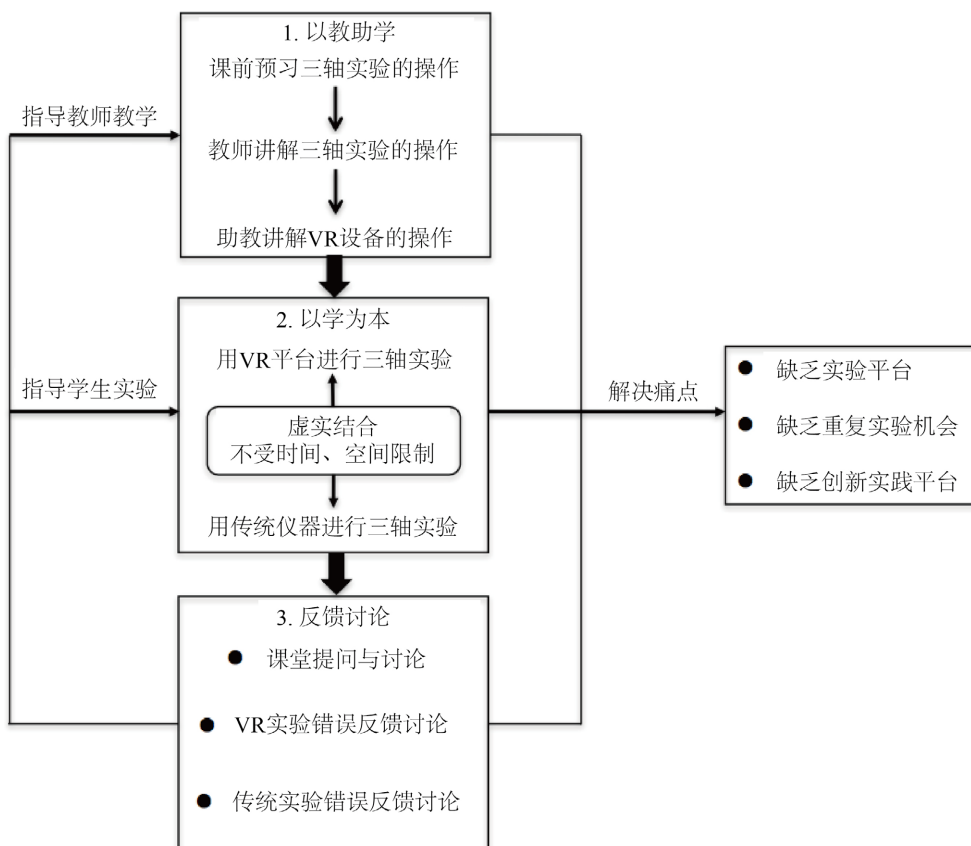 1. 以教助学
课前预习三轴实验的操作
指导教师教学
教师讲解三轴实验的操作
助教讲解VR设备的操作
2. 以学为本
用VR平台进行三轴实验
指导学生实验
虚实结合
不受时间、空间限制
用传统仪器进行三轴实验
解决痛点
● 缺乏实验平台
● 缺乏重复实验机会
● 缺乏创新实践平台
3. 反馈讨论
● 课堂提问与讨论
● VR实验错误反馈讨论
● 传统实验错误反馈讨论